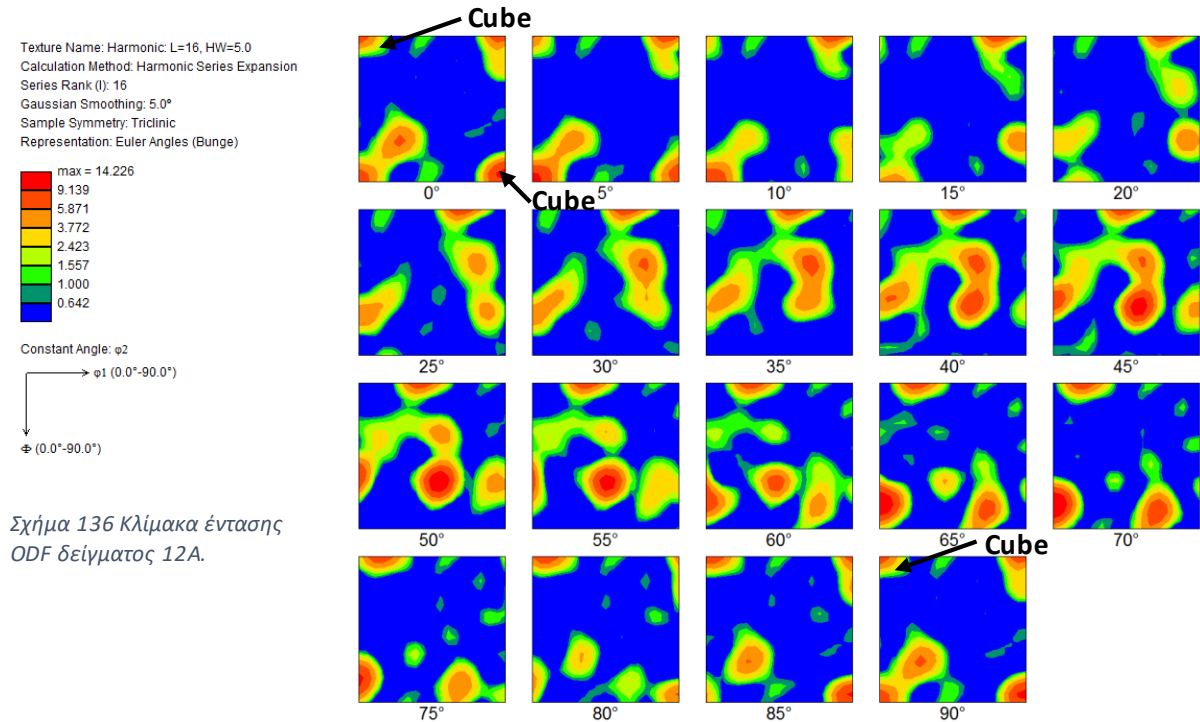 Cube
Texture Name: Harmonic: L=16, HW=5.0
Calculation Method: Harmonic Series Expansion
Series Rank (l): 16
Gaussian Smoothing: 5.0°
Sample Symmetry: Triclinic
Representation: Euler Angles (Bunge)
max = 14.226
9.139
5.871
3.772
2.423
1.557
1.000
0.642
Constant Angle: φ2
φ1 (0.0°-90.0°)
Φ (0.0°-90.0°)
Σχήμα 136 Κλίμακα έντασης
ODF δείγματος 12Α.
0° 5° 10° 15° 20°
Cube
25° 30° 35° 40° 45°
50° 55° 60° 65° 70°
Cube
75° 80° 85° 90°